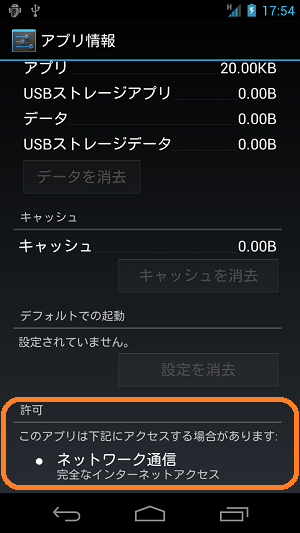 H 17:54
アプリ情報
アプリ 20.00KB
USBストレージアプリ 0.00B
データ 0.00B
USBストレージデータ 0.00B
データを消去
キャッシュ
キャッシュ 0.00B
キャッシュを消去
デフォルトでの起動
設定されていません。
設定を消去
許可
このアプリは下記にアクセスする場合があります:
● ネットワーク通信
完全なインターネットアクセス